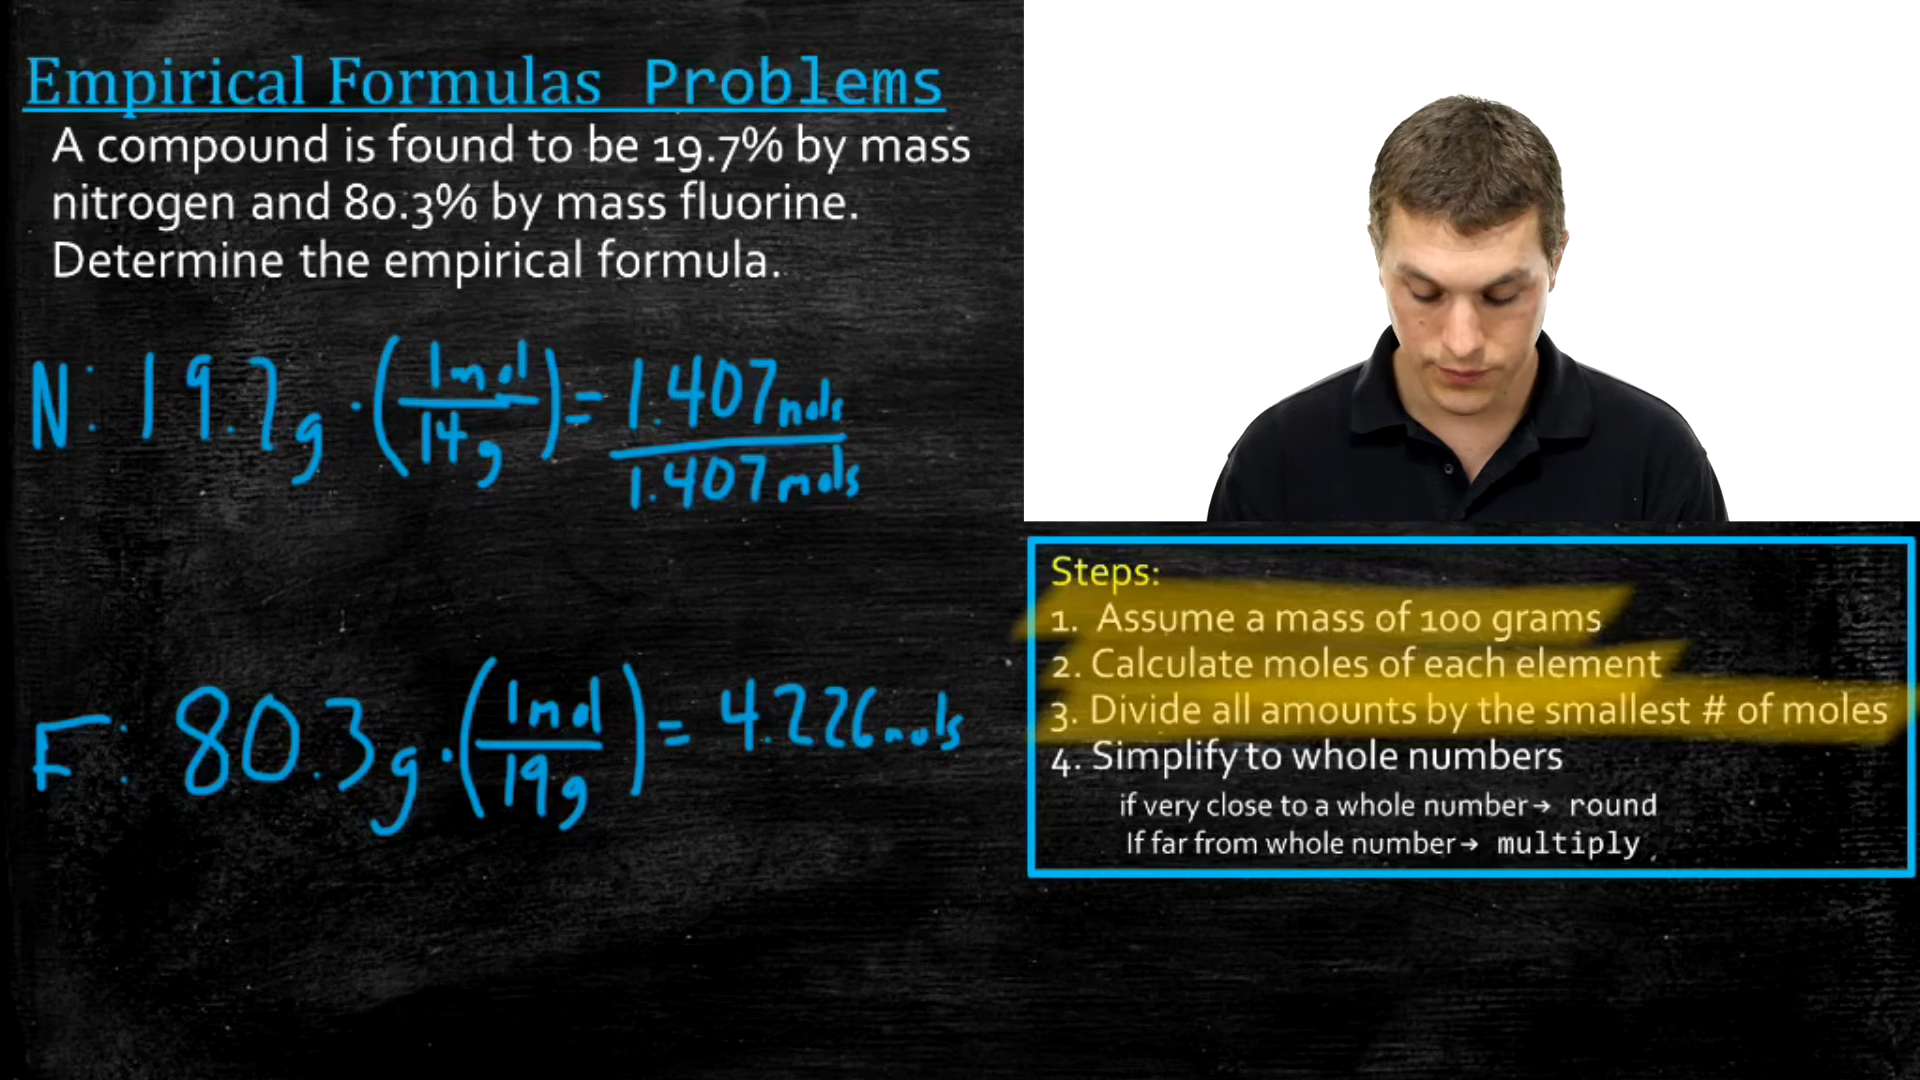 Empirical Formulas Problems
A compound is found to be 19.7% by mass
nitrogen and 80.3% by mass fluorine.
Determine the empirical formula.
N: 19.7g · (1mol/14g) = 1.407mols/1.407mols
F: 80.3g · (1mol/19g) = 4.226mols
Steps:
1. Assume a mass of 100 grams
2. Calculate moles of each element
3. Divide all amounts by the smallest # of moles
4. Simplify to whole numbers
if very close to a whole number→ round
If far from whole number→ multiply